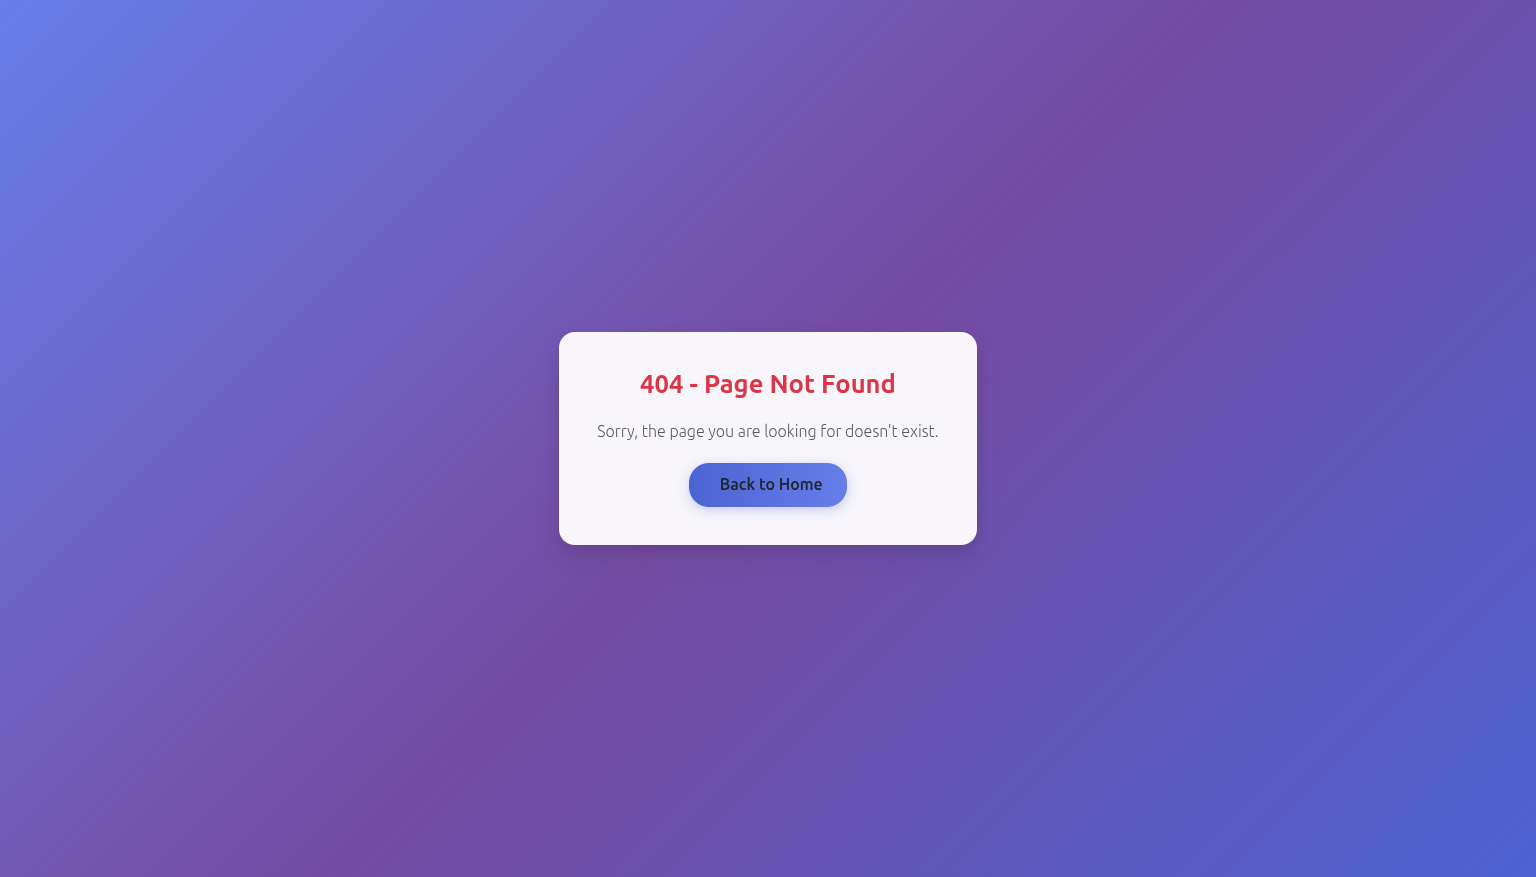 404 - Page Not Found
Sorry, the page you are looking for doesn't exist.
Back to Home